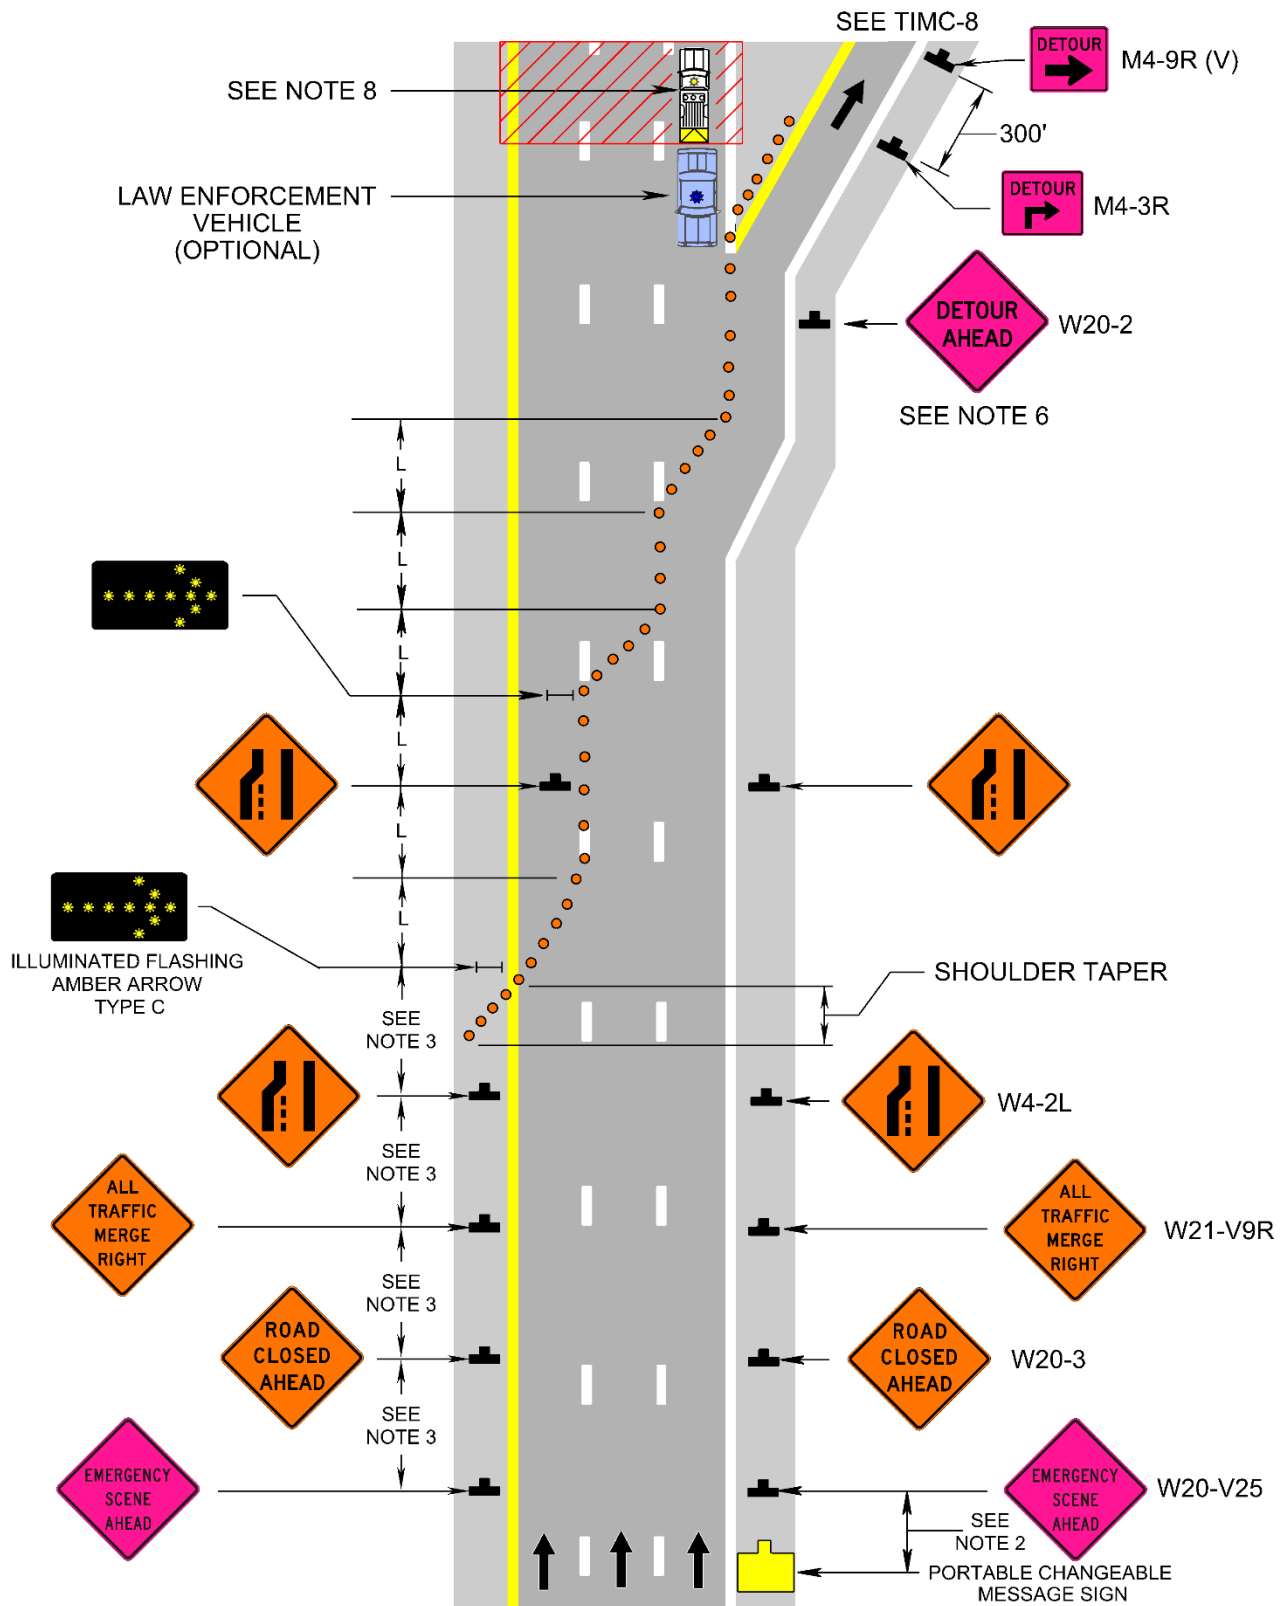 SEE TIMC-8
DETOUR
M4-9R (V)
SEE NOTE 8
300'
LAW ENFORCEMENT
VEHICLE
(OPTIONAL)
DETOUR
M4-3R
DETOUR
AHEAD
W20-2
SEE NOTE 6
L
L
L
L
L
L
ILLUMINATED FLASHING
AMBER ARROW
TYPE C
SHOULDER TAPER
SEE
NOTE 3
W4-2L
SEE
NOTE 3
ALL
TRAFFIC
MERGE
RIGHT
ALL
TRAFFIC
MERGE
RIGHT
W21-V9R
SEE
NOTE 3
ROAD
CLOSED
AHEAD
ROAD
CLOSED
AHEAD
W20-3
SEE
NOTE 3
EMERGENCY
SCENE
AHEAD
EMERGENCY
SCENE
AHEAD
W20-V25
SEE
NOTE 2
PORTABLE CHANGEABLE
MESSAGE SIGN